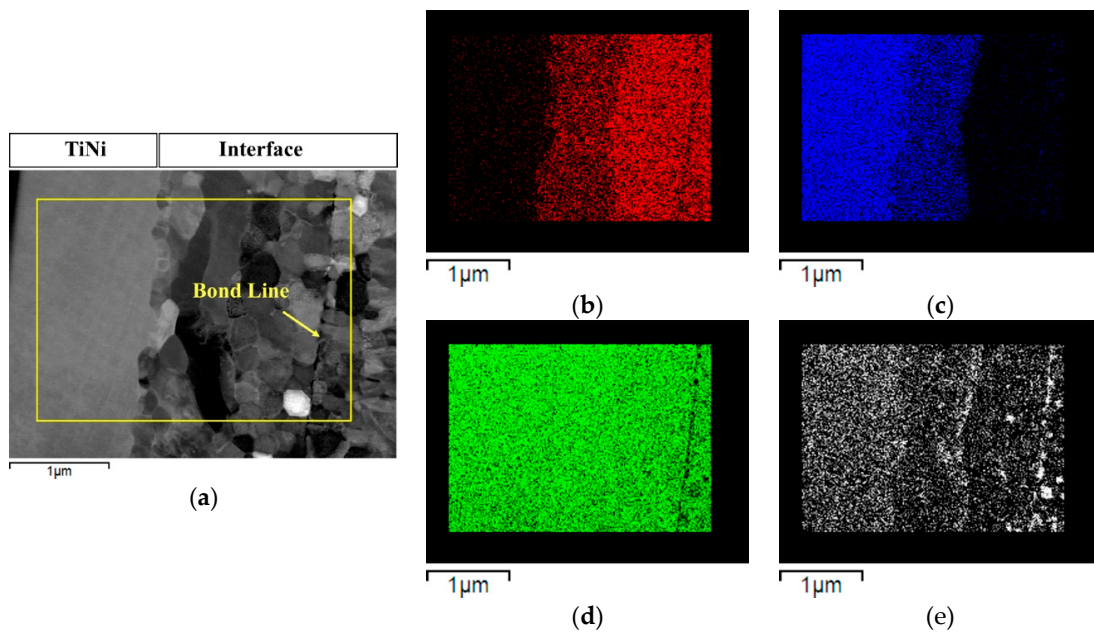 TiNi Interface
Bond Line
1μm
(a)
1μm
(b)
1μm
(c)
1μm
(d)
1μm
(e)